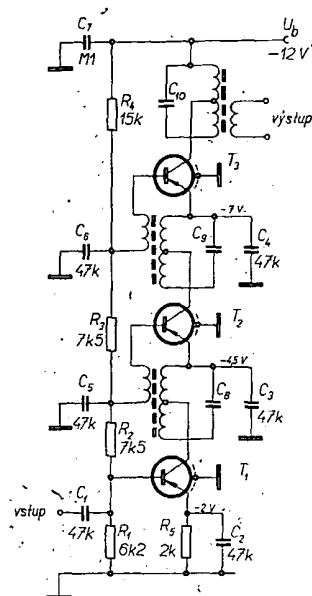 C7
M1
Ub
-12 V
R4
15k
C10
výstup
T3
C6
47k
-7 V
C9
C4
47k
R3
7k5
T2
C5
47k
-4,5 V
C8
C3
47k
R2
7k5
T1
C1
vstup
47k
R1
6k2
-2 V
R5
2k
C2
47k